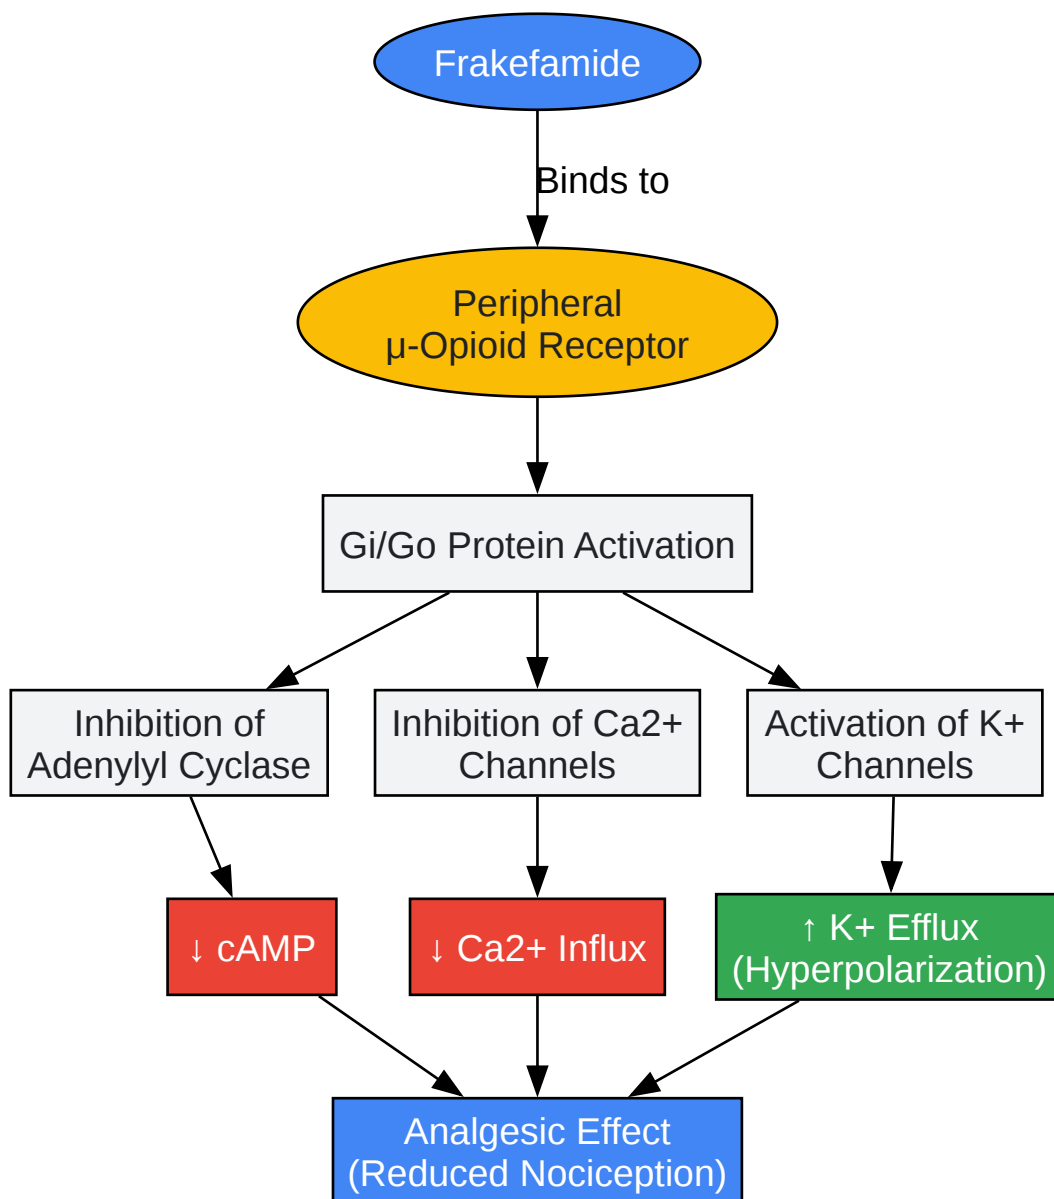 Frakefamide
Binds to
Peripheral
μ-Opioid Receptor
Gi/Go Protein Activation
Inhibition of
Adenylyl Cyclase
Inhibition of Ca2+
Channels
Activation of K+
Channels
↓ cAMP
↓ Ca2+ Influx
↑ K+ Efflux
(Hyperpolarization)
Analgesic Effect
(Reduced Nociception)